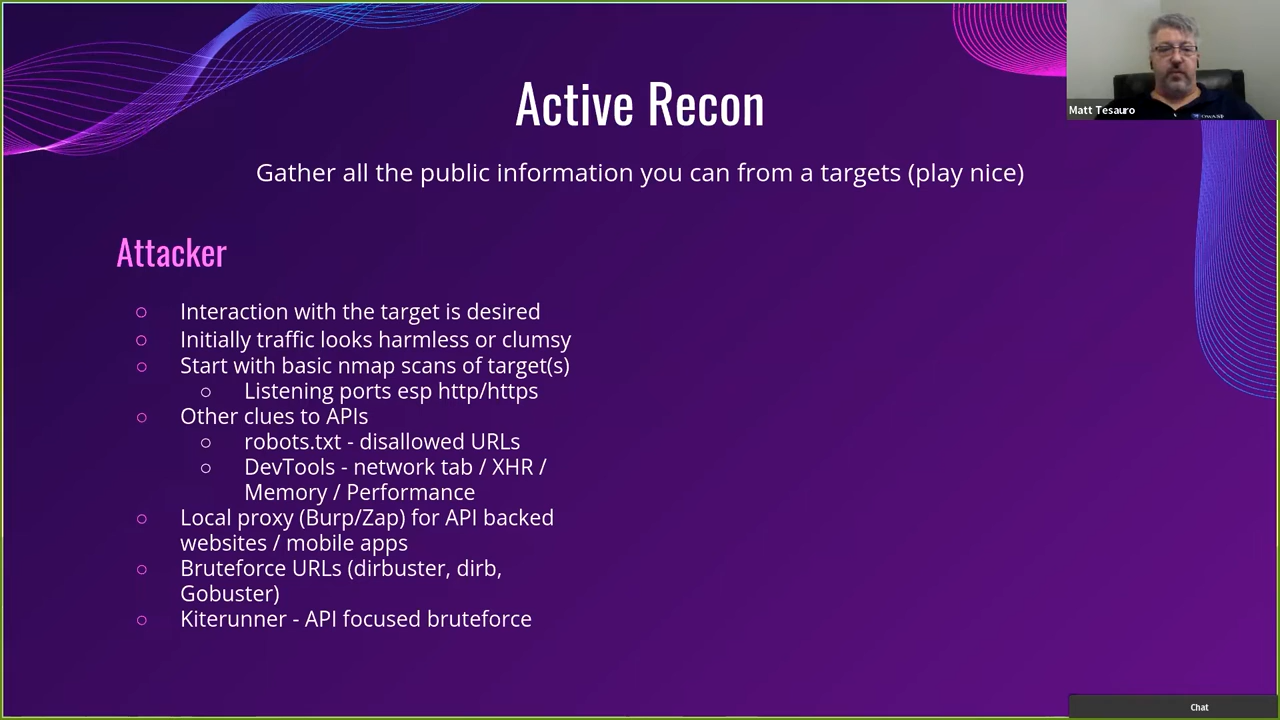 Active Recon
Gather all the public information you can from a targets (play nice)
Matt Tesauro
Attacker
Interaction with the target is desired
Initially traffic looks harmless or clumsy
Start with basic nmap scans of target(s)
Listening ports esp http/https
Other clues to APIs
robots.txt - disallowed URLs
DevTools - network tab / XHR /
Memory / Performance
Local proxy (Burp/Zap) for API backed
websites / mobile apps
Bruteforce URLs (dirbuster, dirb,
Gobuster)
Kiterunner - API focused bruteforce
Chat